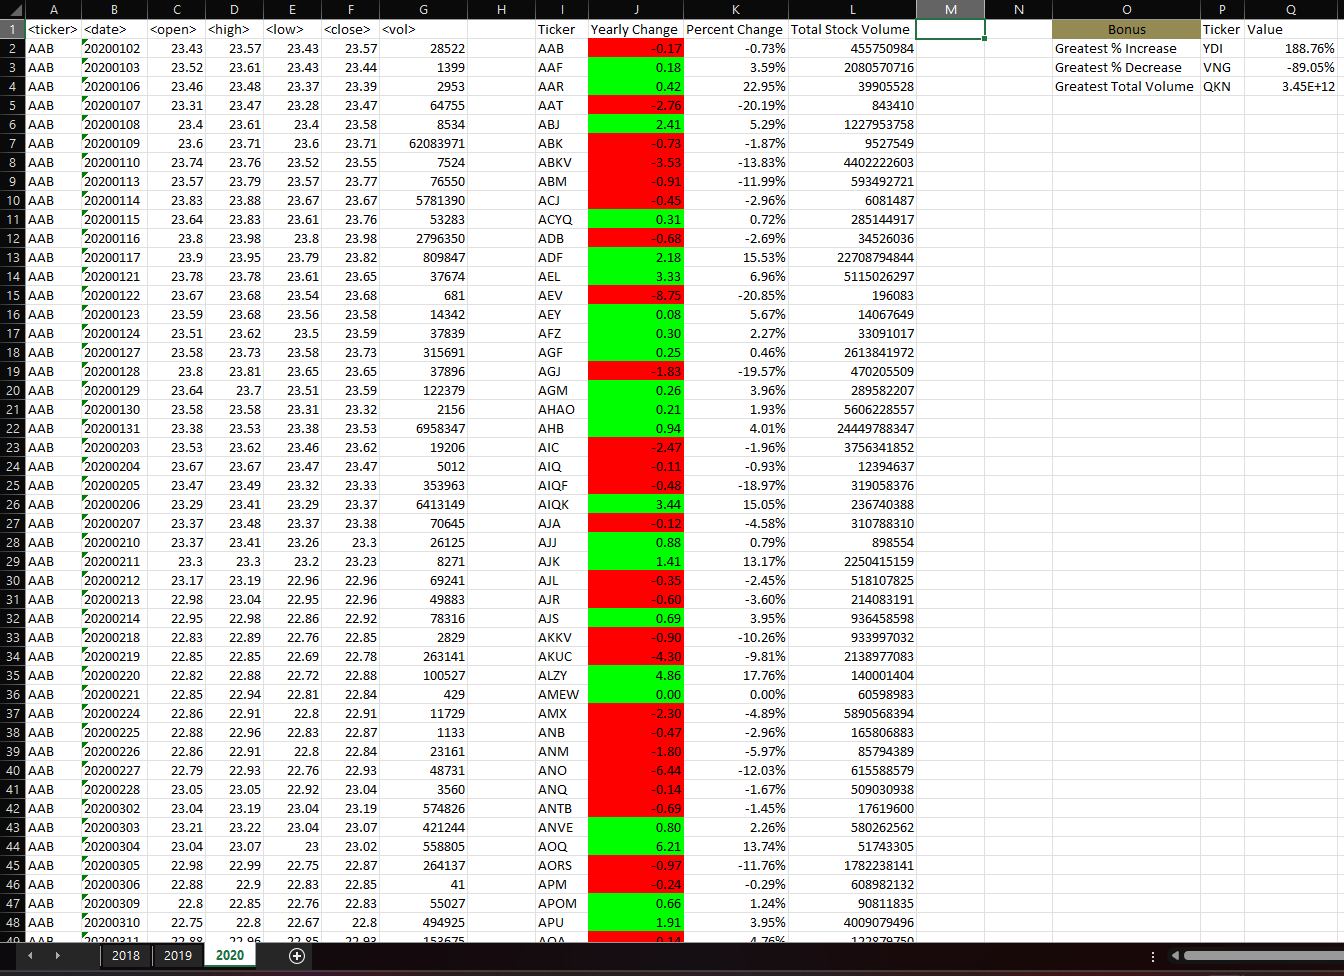 A B C D E F G H I J K L M N O P Q
1 <ticker> <date> <open> <high> <low> <close> <vol> Ticker Yearly Change Percent Change Total Stock Volume Bonus Ticker Value
2 AAB 20200102 23.43 23.57 23.43 23.57 28522 AAB -0.17 -0.73% 455750984 Greatest % Increase YDI 188.76%
3 AAB 20200103 23.52 23.61 23.43 23.44 1399 AAF 0.18 3.59% 2080570716 Greatest % Decrease VNG -89.05%
4 AAB 20200106 23.46 23.48 23.37 23.39 2953 AAR 0.42 22.95% 39905528 Greatest Total Volume QKN 3.45E+12
5 AAB 20200107 23.31 23.47 23.28 23.47 64755 AAT -2.76 -20.19% 843410
6 AAB 20200108 23.4 23.61 23.4 23.58 8534 ABJ 2.41 5.29% 1227953758
7 AAB 20200109 23.6 23.71 23.6 23.71 62083971 ABK -0.73 -1.87% 9527549
8 AAB 20200110 23.74 23.76 23.52 23.55 7524 ABKV -3.53 -13.83% 4402222603
9 AAB 20200113 23.57 23.79 23.57 23.77 76550 ABM -0.91 -11.99% 593492721
10 AAB 20200114 23.83 23.88 23.67 23.67 5781390 ACJ -0.45 -2.96% 6081487
11 AAB 20200115 23.64 23.83 23.61 23.76 53283 ACYQ 0.31 0.72% 285144917
12 AAB 20200116 23.8 23.98 23.8 23.98 2796350 ADB -0.68 -2.69% 34526036
13 AAB 20200117 23.9 23.95 23.79 23.82 809847 ADF 2.18 15.53% 22708794844
14 AAB 20200121 23.78 23.78 23.61 23.65 37674 AEL 3.33 6.96% 5115026297
15 AAB 20200122 23.67 23.68 23.54 23.68 681 AEV -8.75 -20.85% 196083
16 AAB 20200123 23.59 23.68 23.56 23.58 14342 AEY 0.08 5.67% 14067649
17 AAB 20200124 23.51 23.62 23.5 23.59 37839 AFZ 0.30 2.27% 33091017
18 AAB 20200127 23.58 23.73 23.58 23.73 315691 AGF 0.25 0.46% 2613841972
19 AAB 20200128 23.8 23.81 23.65 23.65 37896 AGJ -1.83 -19.57% 470205509
20 AAB 20200129 23.64 23.7 23.51 23.59 122379 AGM 0.26 3.96% 289582207
21 AAB 20200130 23.58 23.58 23.31 23.32 2156 AHAO 0.21 1.93% 5606228557
22 AAB 20200131 23.38 23.53 23.38 23.53 6958347 AHB 0.94 4.01% 24449788347
23 AAB 20200203 23.53 23.62 23.46 23.62 19206 AIC -2.47 -1.96% 3756341852
24 AAB 20200204 23.67 23.67 23.47 23.47 5012 AIQ -0.11 -0.93% 12394637
25 AAB 20200205 23.47 23.49 23.32 23.33 353963 AIQF -0.48 -18.97% 319058376
26 AAB 20200206 23.29 23.41 23.29 23.37 6413149 AIQK 3.44 15.05% 236740388
27 AAB 20200207 23.37 23.48 23.37 23.38 70645 AJA -0.12 -4.58% 310788310
28 AAB 20200210 23.37 23.41 23.26 23.3 26125 AJJ 0.88 0.79% 898554
29 AAB 20200211 23.3 23.3 23.2 23.23 8271 AJK 1.41 13.17% 2250415159
30 AAB 20200212 23.17 23.19 22.96 22.96 69241 AJL -0.35 -2.45% 518107825
31 AAB 20200213 22.98 23.04 22.95 22.96 49883 AJR -0.60 -3.60% 214083191
32 AAB 20200214 22.95 22.98 22.86 22.92 78316 AJS 0.69 3.95% 936458598
33 AAB 20200218 22.83 22.89 22.76 22.85 2829 AKKV -0.90 -10.26% 933997032
34 AAB 20200219 22.85 22.85 22.69 22.78 263141 AKUC -4.30 -9.81% 2138977083
35 AAB 20200220 22.82 22.88 22.72 22.88 100527 ALZY 4.86 17.76% 140001404
36 AAB 20200221 22.85 22.94 22.81 22.84 429 AMEW 0.00 0.00% 60598983
37 AAB 20200224 22.86 22.91 22.8 22.91 11729 AMX -2.30 -4.89% 5890568394
38 AAB 20200225 22.88 22.96 22.83 22.87 1133 ANB -0.47 -2.96% 165806883
39 AAB 20200226 22.86 22.91 22.8 22.84 23161 ANM -1.80 -5.97% 85794389
40 AAB 20200227 22.79 22.93 22.76 22.93 48731 ANO -6.44 -12.03% 615588579
41 AAB 20200228 23.05 23.05 22.92 23.04 3560 ANQ -0.14 -1.67% 509030938
42 AAB 20200302 23.04 23.19 23.04 23.19 574826 ANTB -0.69 -1.45% 17619600
43 AAB 20200303 23.21 23.22 23.04 23.07 421244 ANVE 0.80 2.26% 580262562
44 AAB 20200304 23.04 23.07 23 23.02 558805 AOQ 6.21 13.74% 51743305
45 AAB 20200305 22.98 22.99 22.75 22.87 264137 AORS -0.97 -11.76% 1782238141
46 AAB 20200306 22.88 22.9 22.83 22.85 41 APM -0.24 -0.29% 608982132
47 AAB 20200309 22.8 22.85 22.76 22.83 55027 APOM 0.66 1.24% 90811835
48 AAB 20200310 22.75 22.8 22.67 22.8 494925 APU 1.91 3.95% 4009079496
49 AAB 20200311 22.88 22.96 22.85 22.93
2018 2019 2020